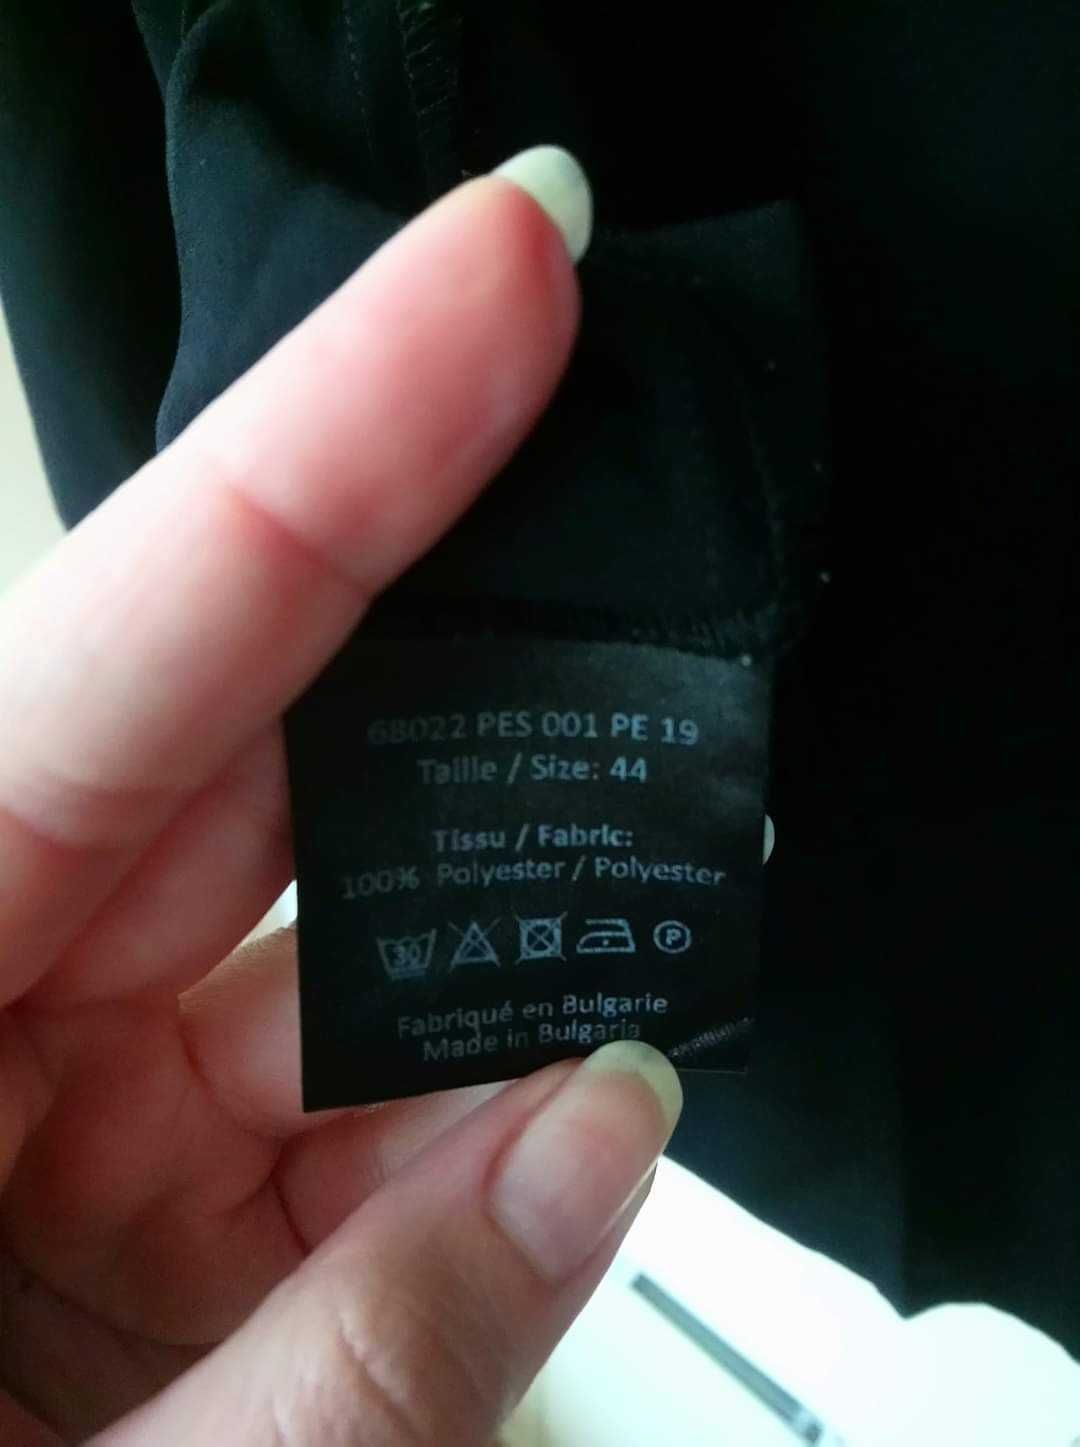 68022 PES 001 PE 19
Taille / Size: 44
Tissu / Fabric:
100% Polyester / Polyester
30 P
Fabriqué en Bulgarie
Made in Bulgaria